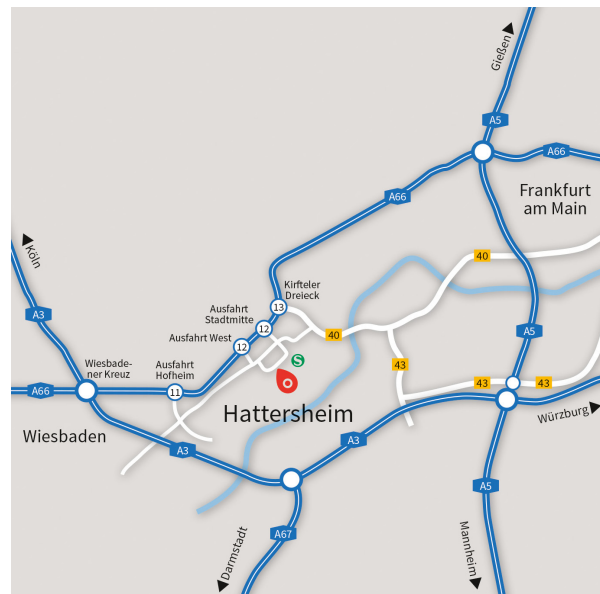 Gießen
A5
A66
A66
Frankfurt
am Main
Köln
40
Kirfteler
Dreieck
13
A3
Ausfahrt
Stadtmitte
12
A5
40
Ausfahrt West
12
S
Wiesbade-
ner Kreuz
Ausfahrt
Hofheim
43
A66
11
43
43
Hattersheim
Würzburg
Wiesbaden
A3
A3
A5
A67
Darmstadt
Mannheim